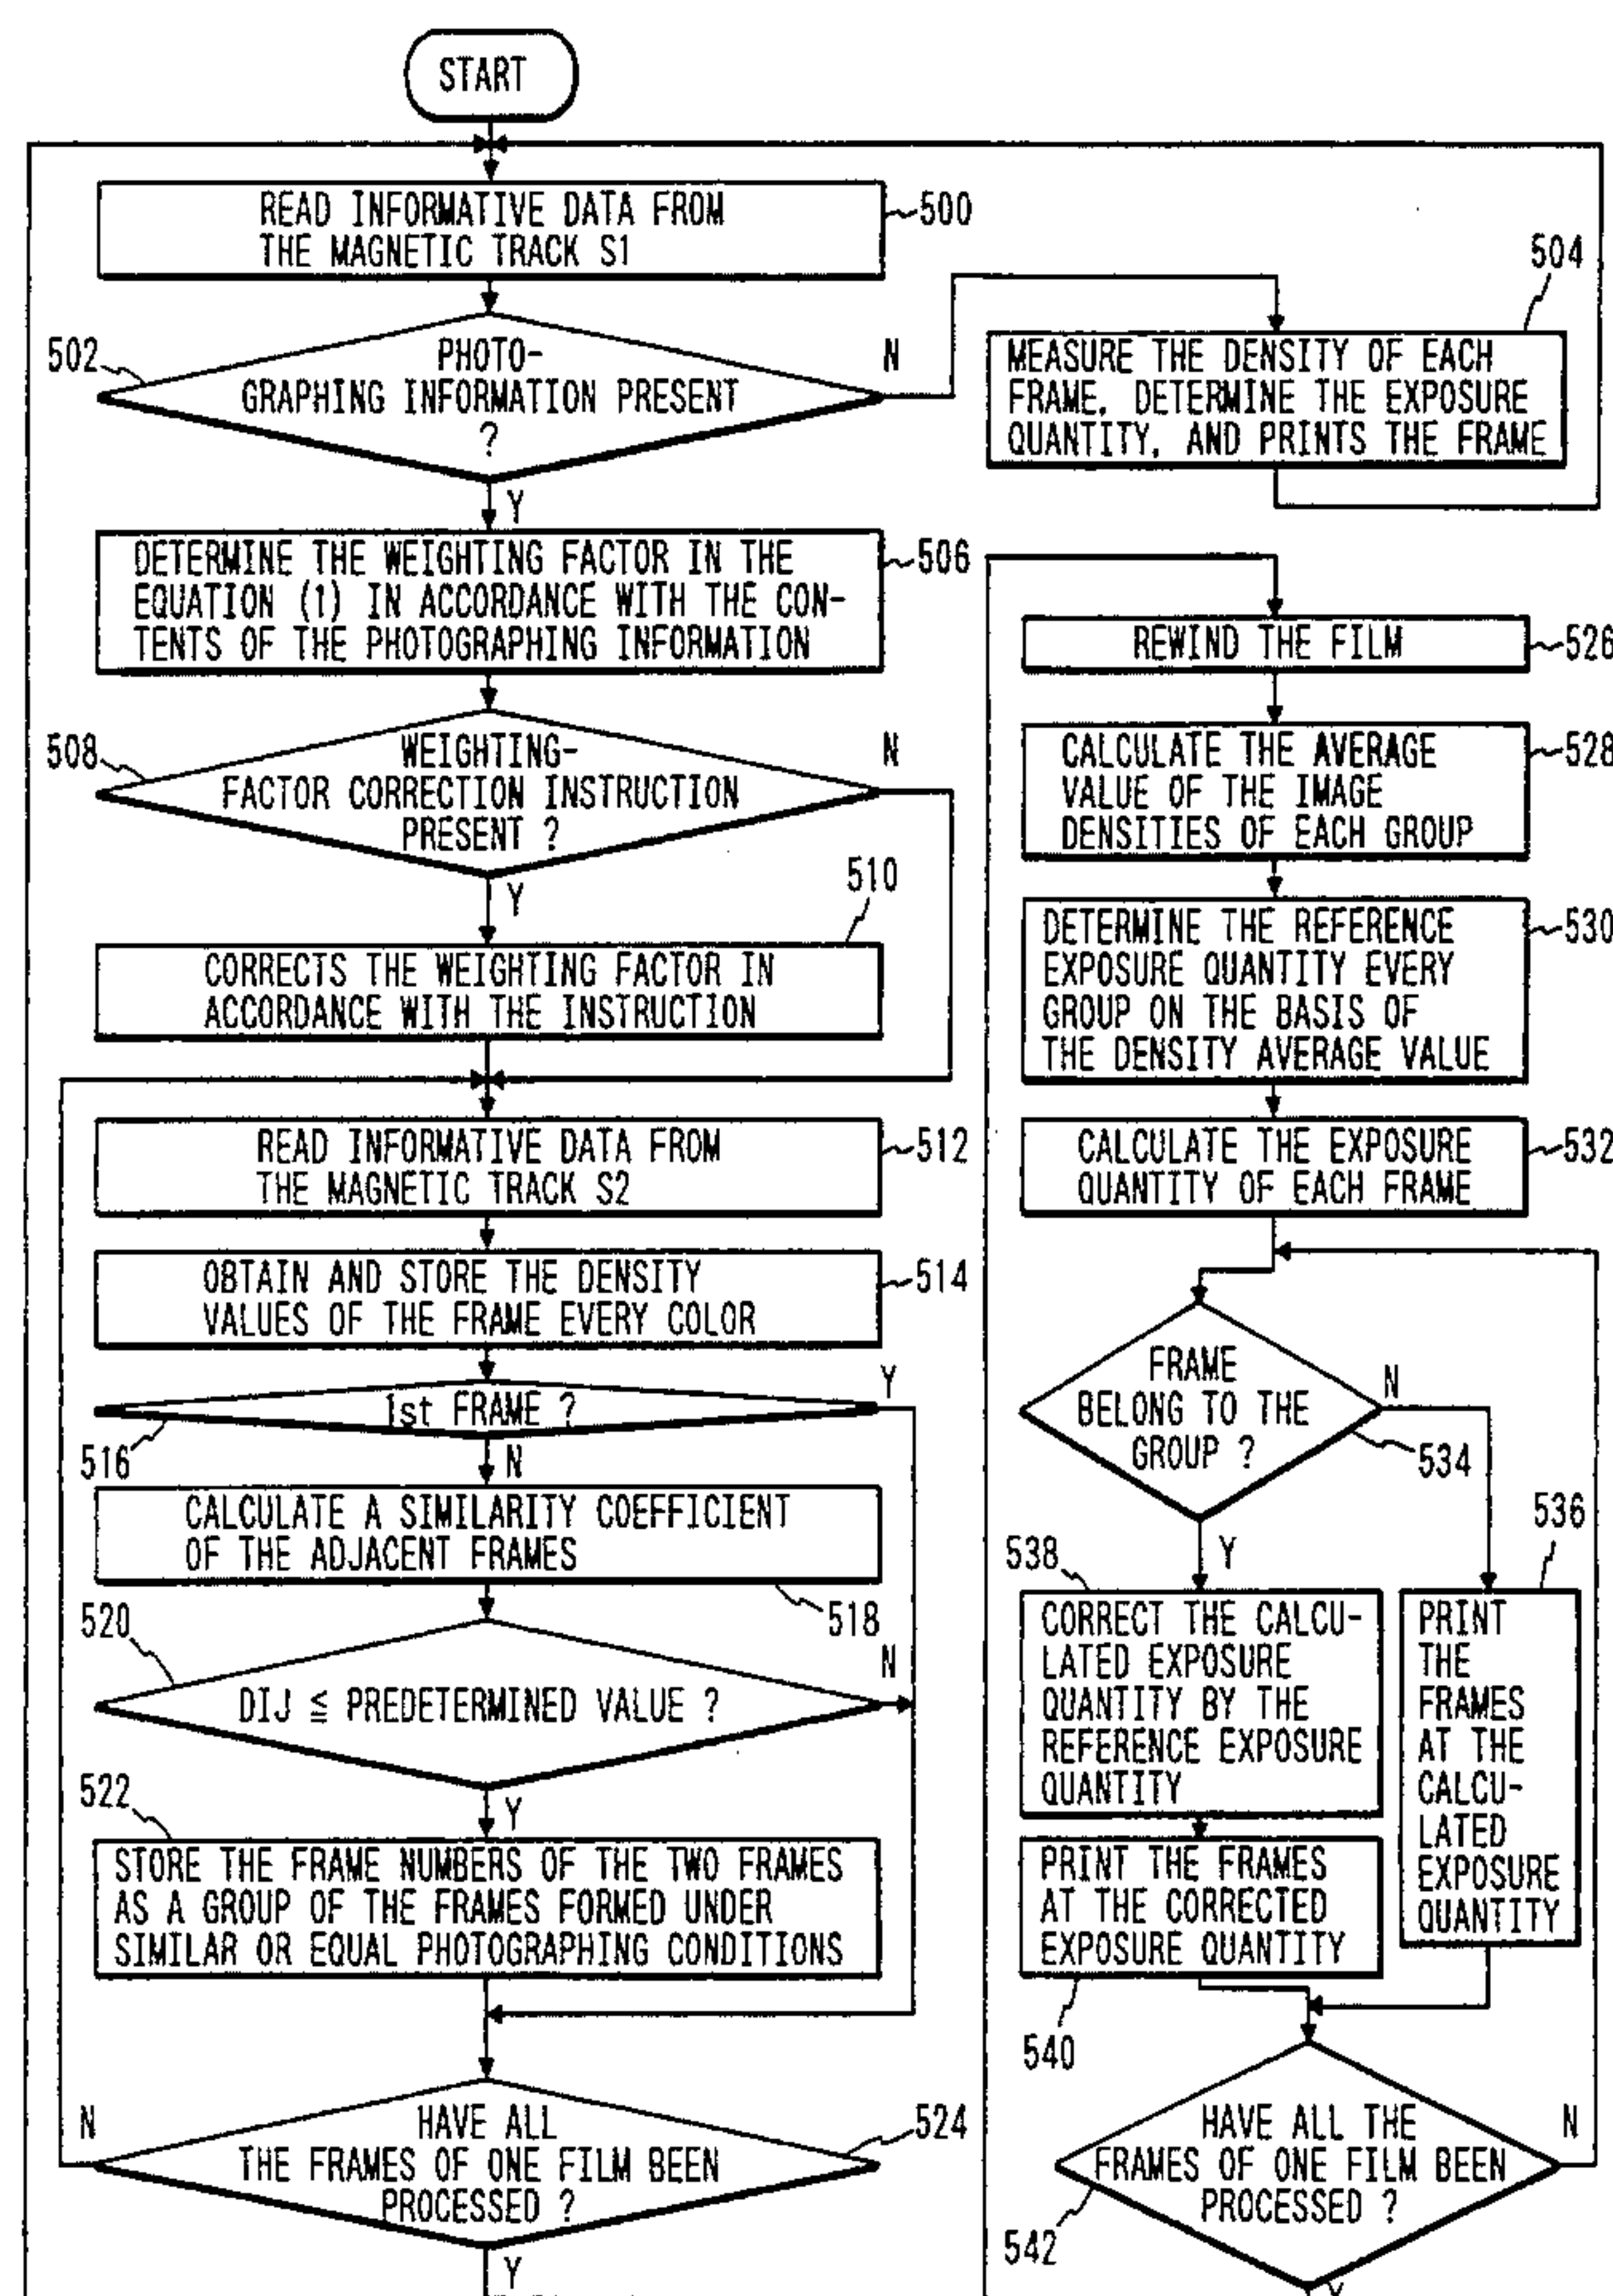 START
READ INFORMATIVE DATA FROM
THE MAGNETIC TRACK S1
500
502
PHOTO-
GRAPHING INFORMATION PRESENT
?
N
Y
504
MEASURE THE DENSITY OF EACH
FRAME, DETERMINE THE EXPOSURE
QUANTITY, AND PRINTS THE FRAME
DETERMINE THE WEIGHTING FACTOR IN THE
EQUATION (1) IN ACCORDANCE WITH THE CON-
TENTS OF THE PHOTOGRAPHING INFORMATION
506
508
WEIGHTING-
FACTOR CORRECTION INSTRUCTION
PRESENT ?
N
Y
510
CORRECTS THE WEIGHTING FACTOR IN
ACCORDANCE WITH THE INSTRUCTION
READ INFORMATIVE DATA FROM
THE MAGNETIC TRACK S2
512
OBTAIN AND STORE THE DENSITY
VALUES OF THE FRAME EVERY COLOR
514
1st FRAME ?
Y
516
N
CALCULATE A SIMILARITY COEFFICIENT
OF THE ADJACENT FRAMES
518
520
DIJ ≦ PREDETERMINED VALUE ?
N
Y
522
STORE THE FRAME NUMBERS OF THE TWO FRAMES
AS A GROUP OF THE FRAMES FORMED UNDER
SIMILAR OR EQUAL PHOTOGRAPHING CONDITIONS
N
HAVE ALL
THE FRAMES OF ONE FILM BEEN
PROCESSED ?
524
Y
REWIND THE FILM
526
CALCULATE THE AVERAGE
VALUE OF THE IMAGE
DENSITIES OF EACH GROUP
528
DETERMINE THE REFERENCE
EXPOSURE QUANTITY EVERY
GROUP ON THE BASIS OF
THE DENSITY AVERAGE VALUE
530
CALCULATE THE EXPOSURE
QUANTITY OF EACH FRAME
532
FRAME
BELONG TO THE
GROUP ?
N
534
Y
536
538
CORRECT THE CALCU-
LATED EXPOSURE
QUANTITY BY THE
REFERENCE EXPOSURE
QUANTITY
PRINT
THE
FRAMES
AT THE
CALCU-
LATED
EXPOSURE
QUANTITY
PRINT THE FRAMES
AT THE CORRECTED
EXPOSURE QUANTITY
540
HAVE ALL THE
FRAMES OF ONE FILM BEEN
PROCESSED ?
N
542
Y